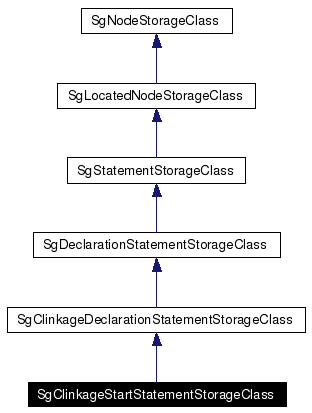 SgNodeStorageClass
SgLocatedNodeStorageClass
SgStatementStorageClass
SgDeclarationStatementStorageClass
SgClinkageDeclarationStatementStorageClass
SgClinkageStartStatementStorageClass